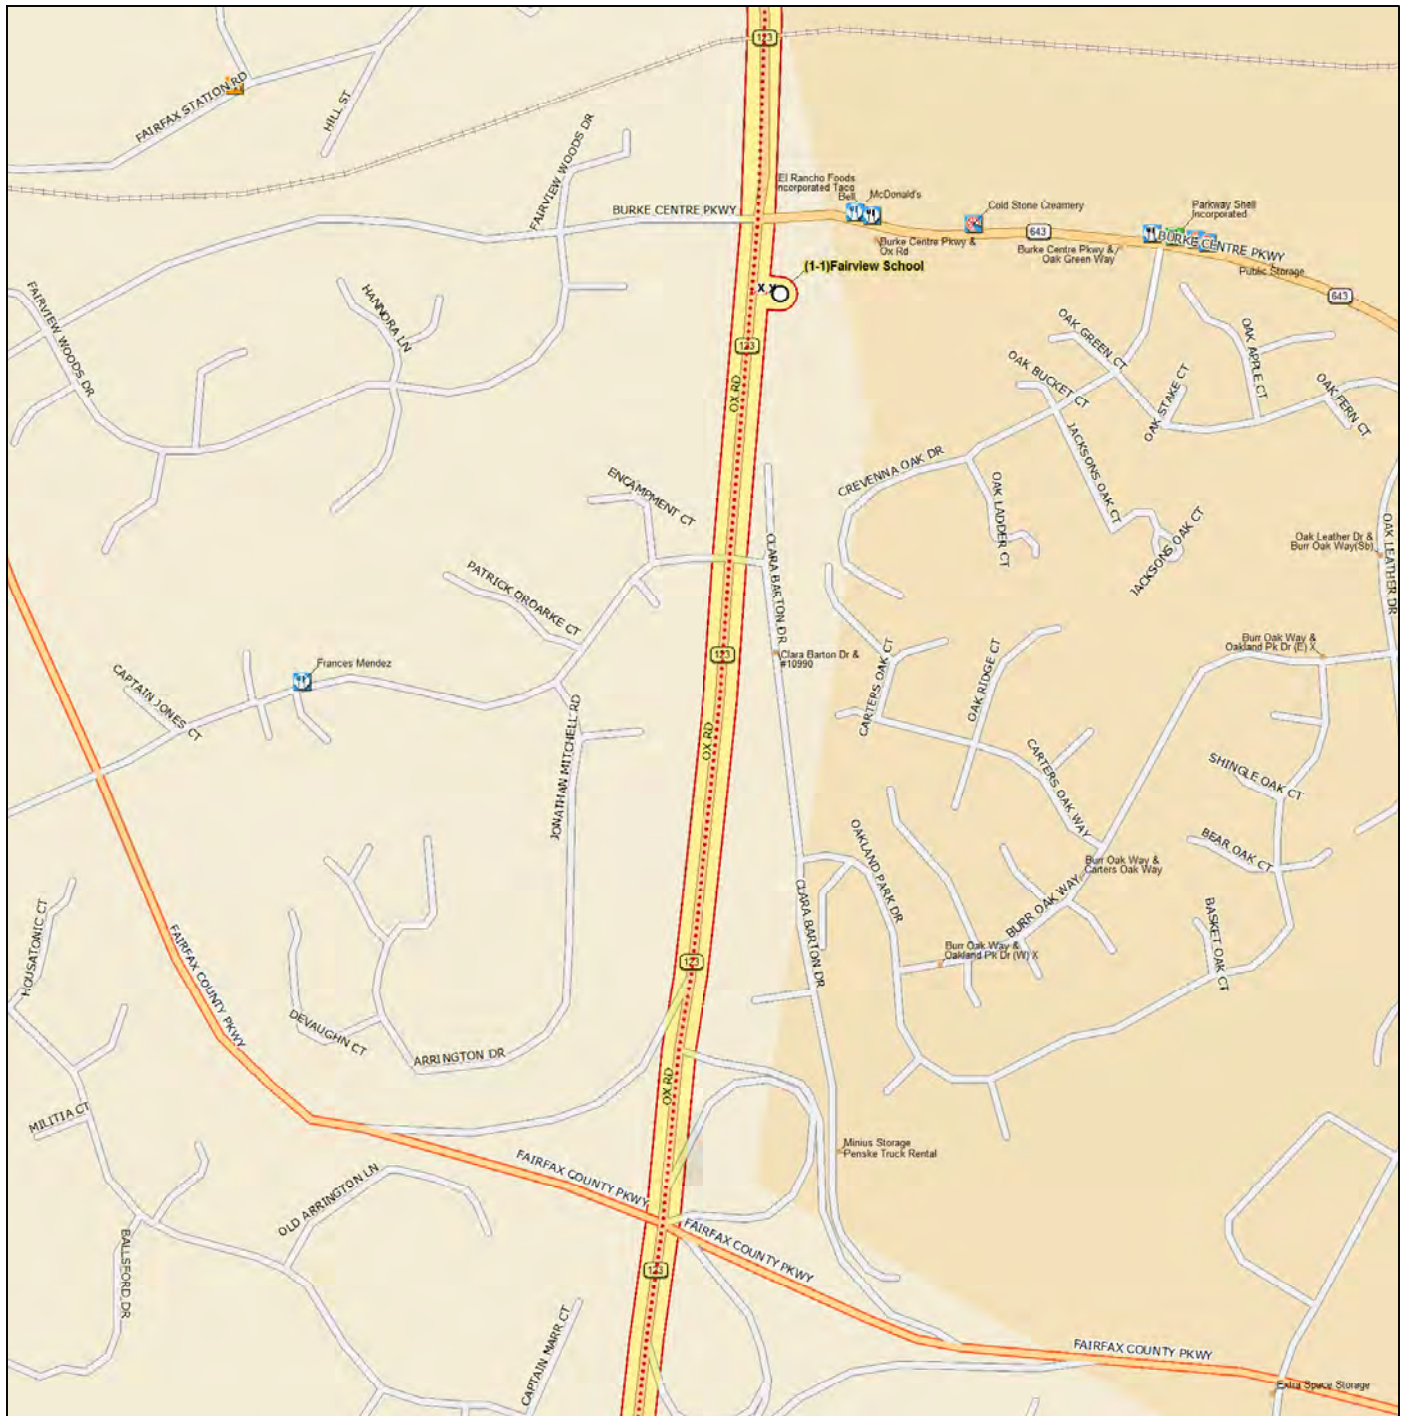 123
FAIRFAX STATION RD
HILL ST
FAIRVIEW WOODS DR
El Rancho Foods
Incorporated Taco
Bell
McDonald's
BURKE CENTRE PKWY
Cold Stone Creamery
Parkway Shell
Incorporated
643
BURKE CENTRE PKWY
Burke Centre Pkwy &
Ox Rd
Burke Centre Pkwy &
Oak Green Way
Public Storage
643
(1-1)Fairview School
X
X
FAIRVIEW WOODS DR
HANNORA LN
123
OX RD
OAK GREEN CT
OAK BUCKET CT
OAK STAKE CT
OAK APPLE CT
OAK FERN CT
JACKSONS OAK CT
CREVENNA OAK DR
OAK LADDER CT
JACKSONS OAK CT
OAK LEATHER DR
Oak Leather Dr &
Burr Oak Way(Sb)
ENCAMPMENT CT
PATRICK OROARKE CT
CLARA BARTON DR
Clara Barton Dr &
#10990
123
Frances Mendez
CAPTAIN JONES CT
JONATHAN MITCHELL RD
OX RD
CARTERS OAK CT
OAK RIDGE CT
Burr Oak Way &
Oakland Pk Dr (E) X
CARTERS OAK WAY
SHINGLE OAK CT
BEAR OAK CT
OAKLAND PARK DR
Burr Oak Way &
Carters Oak Way
BURR OAK WAY
BASKET OAK CT
CLARA BARTON DR
Burr Oak Way &
Oakland Pk Dr (W) X
HOUSATONIC CT
FAIRFAX COUNTY PKWY
123
DEVAUGHN CT
ARRINGTON DR
OX RD
MILITIA CT
Minius Storage
Penske Truck Rental
FAIRFAX COUNTY PKWY
OLD ARRINGTON LN
FAIRFAX COUNTY PKWY
BALLSFORD DR
123
CAPTAIN MARR CT
FAIRFAX COUNTY PKWY
Extra Space Storage